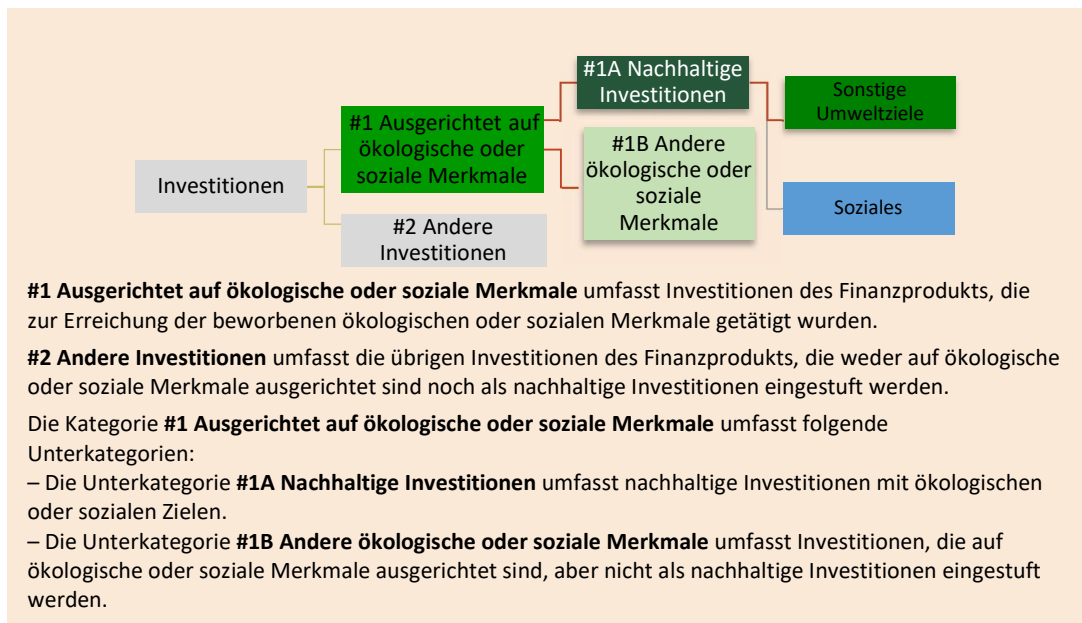 #1A Nachhaltige
Investitionen
Sonstige
Umweltziele
#1 Ausgerichtet auf
ökologische oder
soziale Merkmale
#1B Andere
ökologische oder
soziale
Merkmale
Investitionen
Soziales
#2 Andere
Investitionen
#1 Ausgerichtet auf ökologische oder soziale Merkmale umfasst Investitionen des Finanzprodukts, die
zur Erreichung der beworbenen ökologischen oder sozialen Merkmale getätigt wurden.
#2 Andere Investitionen umfasst die übrigen Investitionen des Finanzprodukts, die weder auf ökologische
oder soziale Merkmale ausgerichtet sind noch als nachhaltige Investitionen eingestuft werden.
Die Kategorie #1 Ausgerichtet auf ökologische oder soziale Merkmale umfasst folgende
Unterkategorien:
– Die Unterkategorie #1A Nachhaltige Investitionen umfasst nachhaltige Investitionen mit ökologischen
oder sozialen Zielen.
– Die Unterkategorie #1B Andere ökologische oder soziale Merkmale umfasst Investitionen, die auf
ökologische oder soziale Merkmale ausgerichtet sind, aber nicht als nachhaltige Investitionen eingestuft
werden.